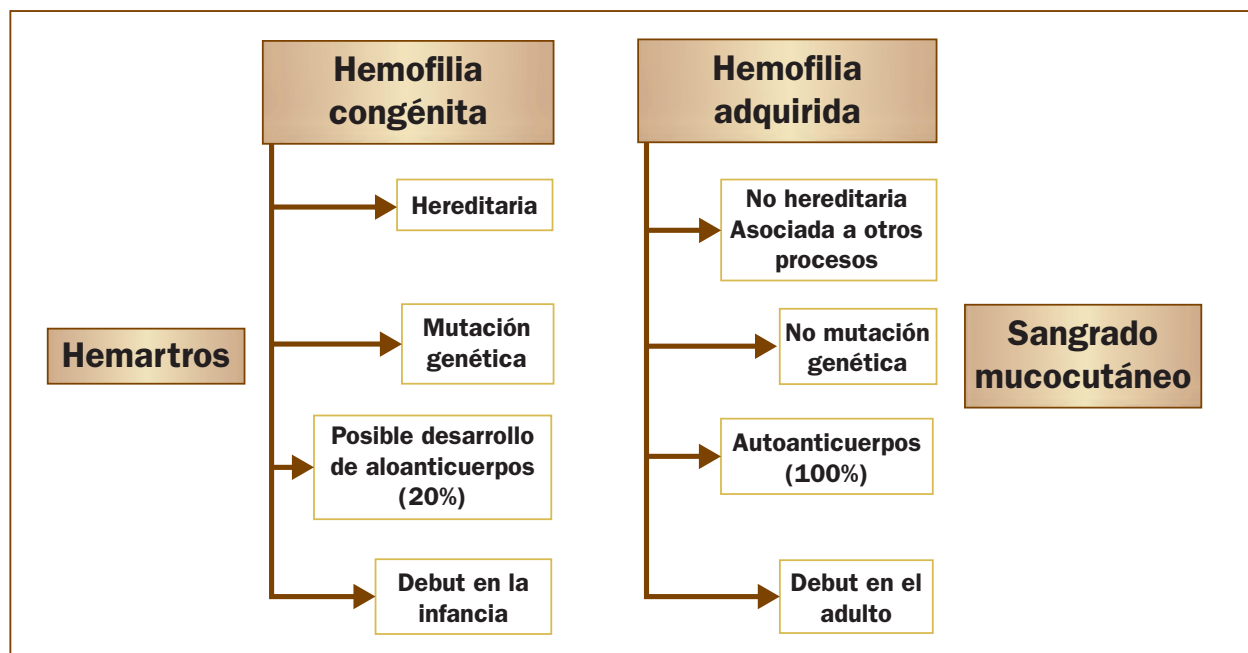 Hemofilia
congénita
Hemofilia
adquirida
Hereditaria
No hereditaria
Asociada a otros
procesos
Hemartros
Mutación
genética
No mutación
genética
Sangrado
mucocutáneo
Posible desarrollo
de aloanticuerpos
(20%)
Autoanticuerpos
(100%)
Debut en la
infancia
Debut en el
adulto